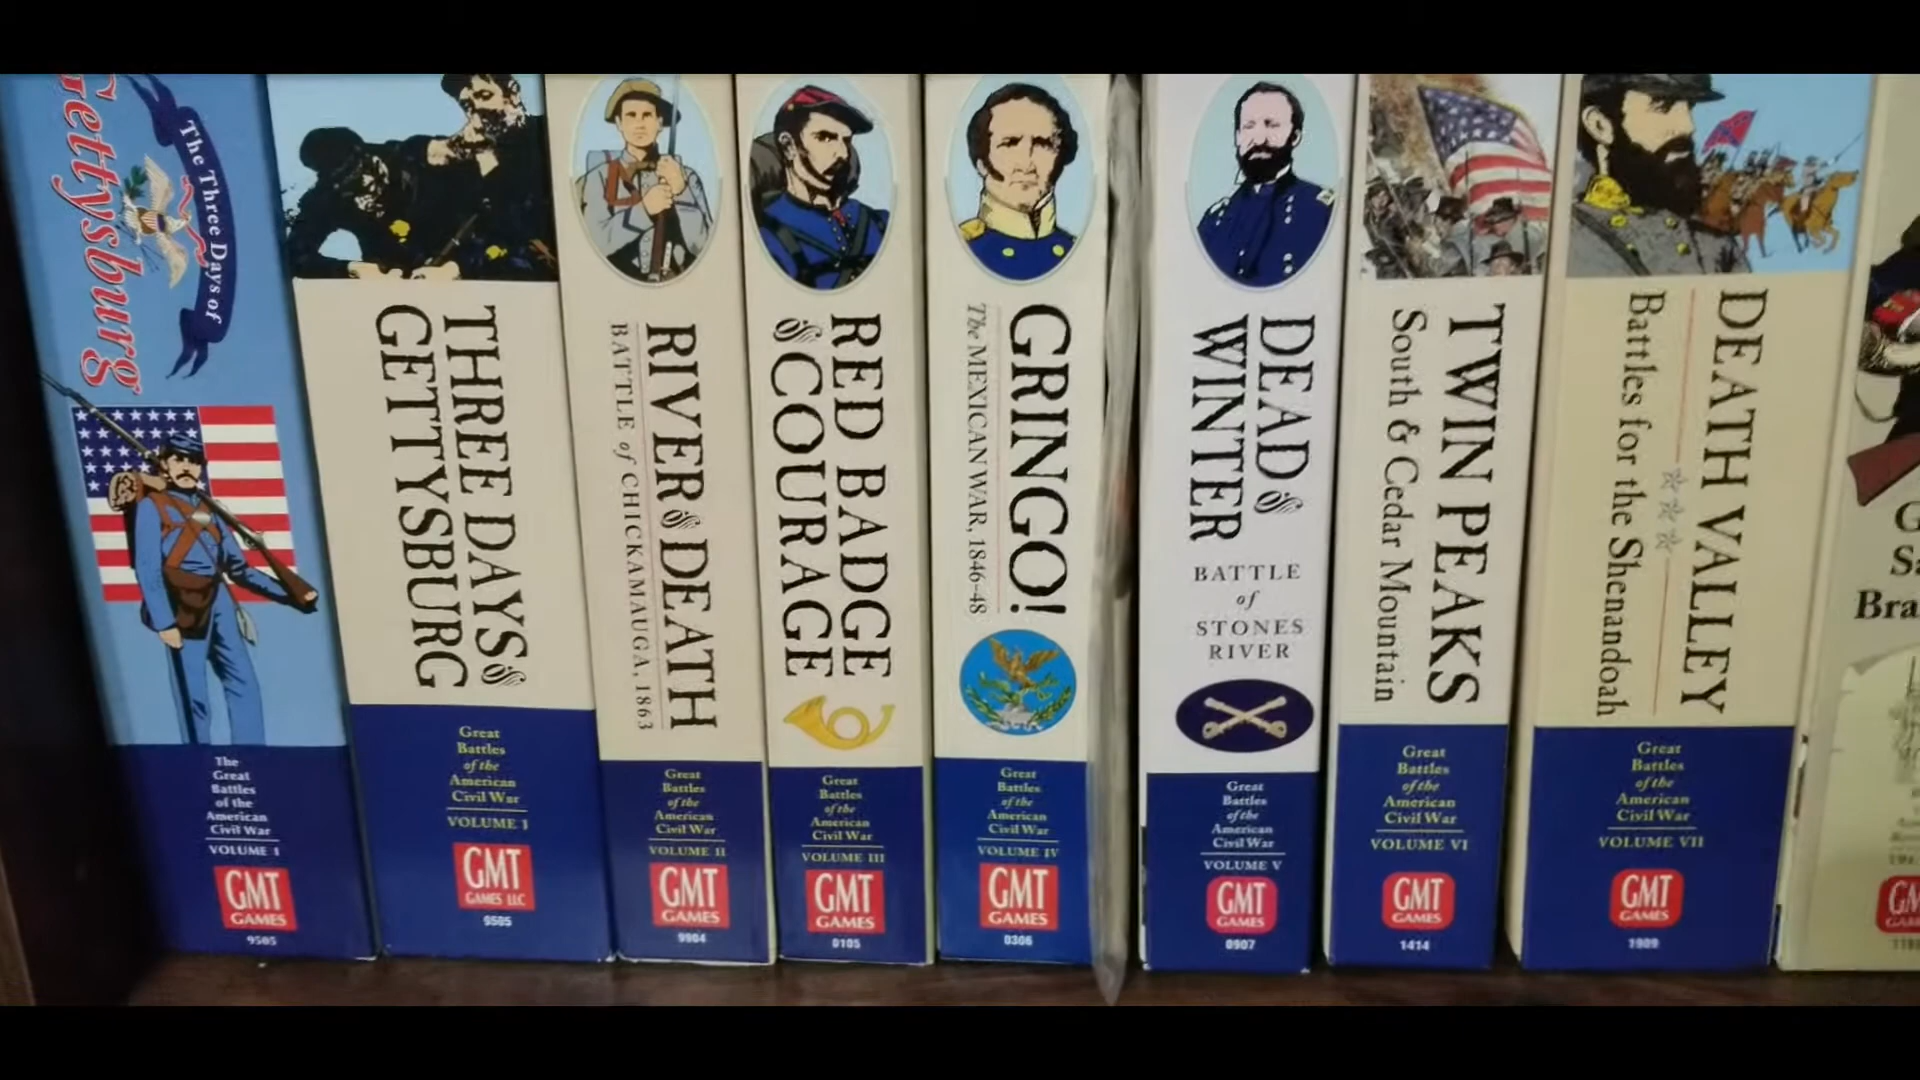 The Three Days of
Gettysburg
The
Great
Battles
of the
American
Civil War
VOLUME I
GMT
GAMES
9505
THREE DAYS of
GETTYSBURG
Great
Battles
of the
American
Civil War
VOLUME I
GMT
GAMES LLC
9505
RIVER of DEATH
BATTLE of CHICKAMAUGA, 1863
Great
Battles
of the
American
Civil War
VOLUME II
GMT
GAMES
9904
RED BADGE
of COURAGE
Great
Battles
of the
American
Civil War
VOLUME III
GMT
GAMES
0105
GRINGO!
The MEXICAN WAR, 1846-48
Great
Battles
of the
American
Civil War
VOLUME IV
GMT
GAMES
0306
DEAD of
WINTER
BATTLE
of
STONES
RIVER
Great
Battles
of the
American
Civil War
VOLUME V
GMT
GAMES
0907
TWIN PEAKS
South & Cedar Mountain
Great
Battles
of the
American
Civil War
VOLUME VI
GMT
GAMES
1414
DEATH VALLEY
Battles for the Shenandoah
Great
Battles
of the
American
Civil War
VOLUME VII
GMT
GAMES
1909